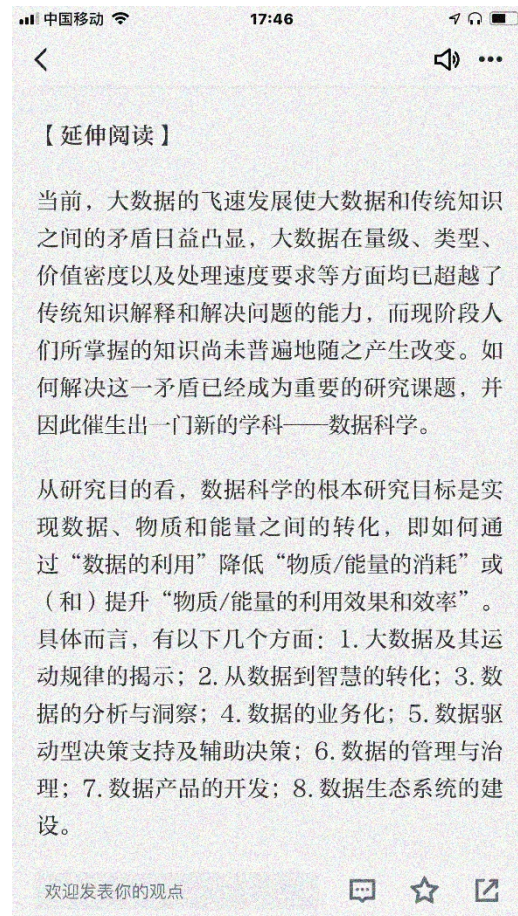 中国移动
17:46
【延伸阅读】
当前，大数据的飞速发展使大数据和传统知识
之间的矛盾日益凸显，大数据在量级、类型、
价值密度以及处理速度要求等方面均已超越了
传统知识解释和解决问题的能力，而现阶段人
们所掌握的知识尚未普遍地随之产生改变。如
何解决这一矛盾已经成为重要的研究课题，并
因此催生出一门新的学科——数据科学。
从研究目的看，数据科学的根本研究目标是实
现数据、物质和能量之间的转化，即如何通
过“数据的利用”降低“物质/能量的消耗”或
（和）提升“物质/能量的利用效果和效率”。
具体而言，有以下几个方面：1.大数据及其运
动规律的揭示；2.从数据到智慧的转化；3.数
据的分析与洞察；4.数据的业务化；5.数据驱
动型决策支持及辅助决策；6.数据的管理与治
理；7.数据产品的开发；8.数据生态系统的建
设。
欢迎发表你的观点